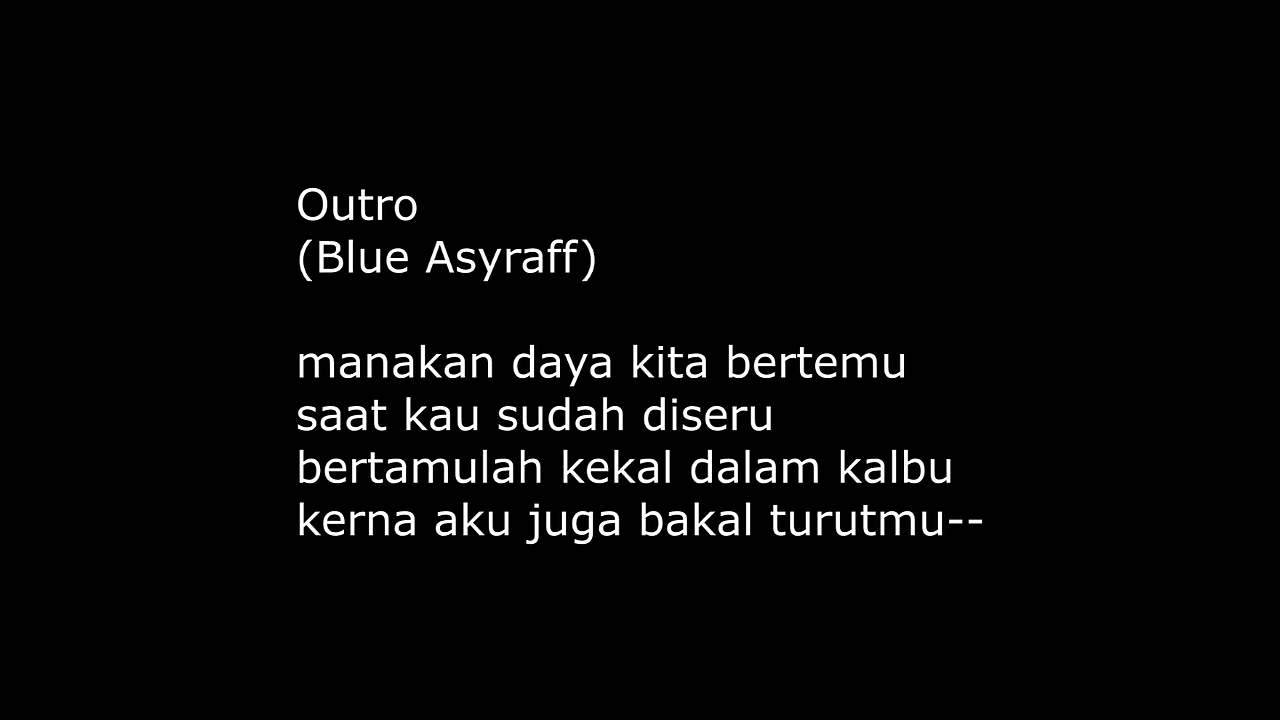 Outro
(Blue Asyraff)
manakan daya kita bertemu
saat kau sudah diseru
bertamulah kekal dalam kalbu
kerna aku juga bakal turutmu--